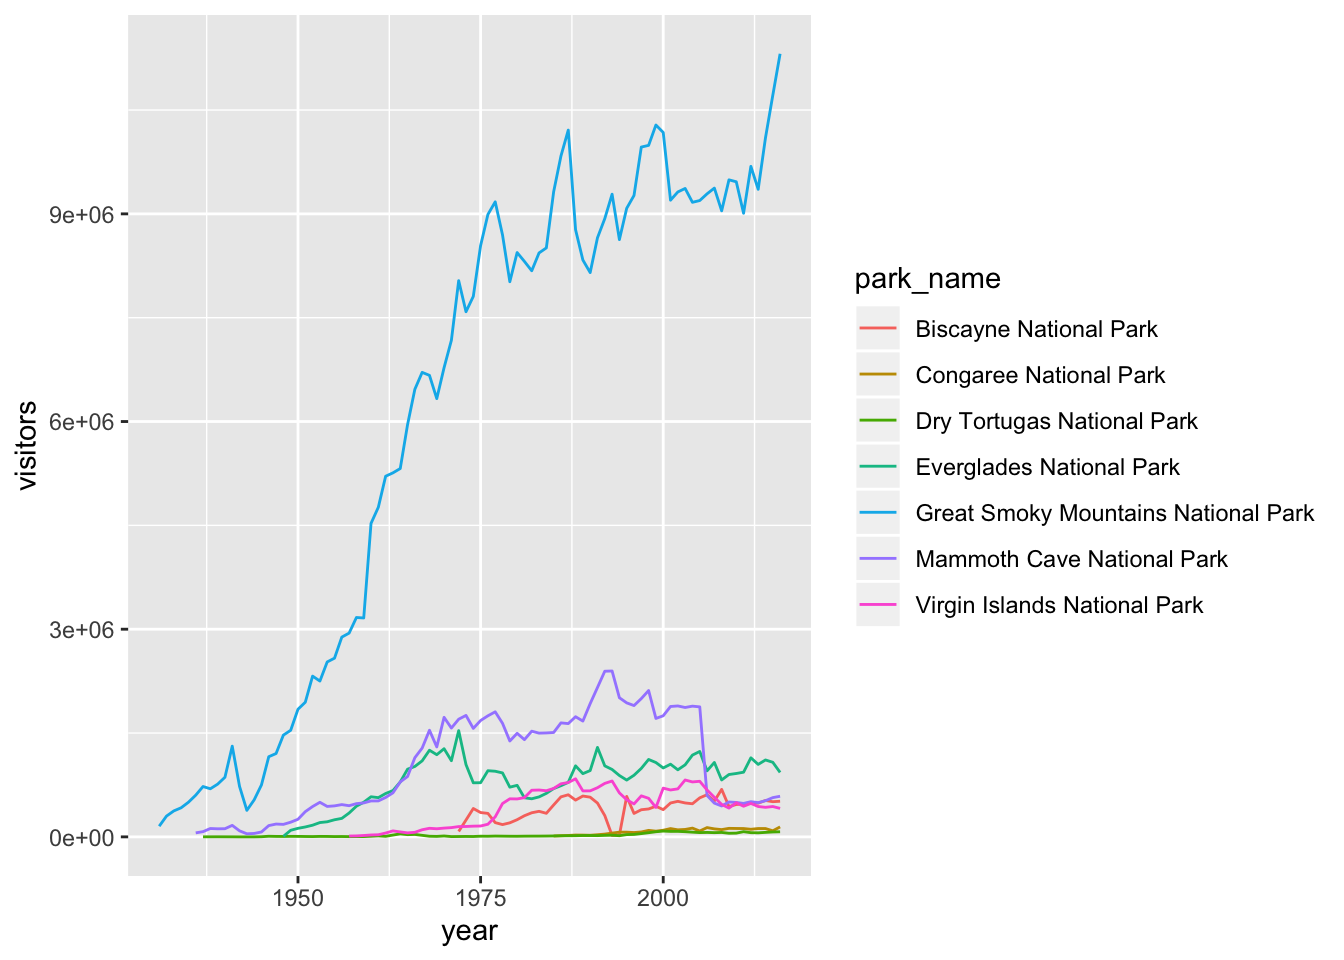 visitors
9e+06
6e+06
3e+06
0e+00
1950
1975
2000
year
park_name
Biscayne National Park
Congaree National Park
Dry Tortugas National Park
Everglades National Park
Great Smoky Mountains National Park
Mammoth Cave National Park
Virgin Islands National Park